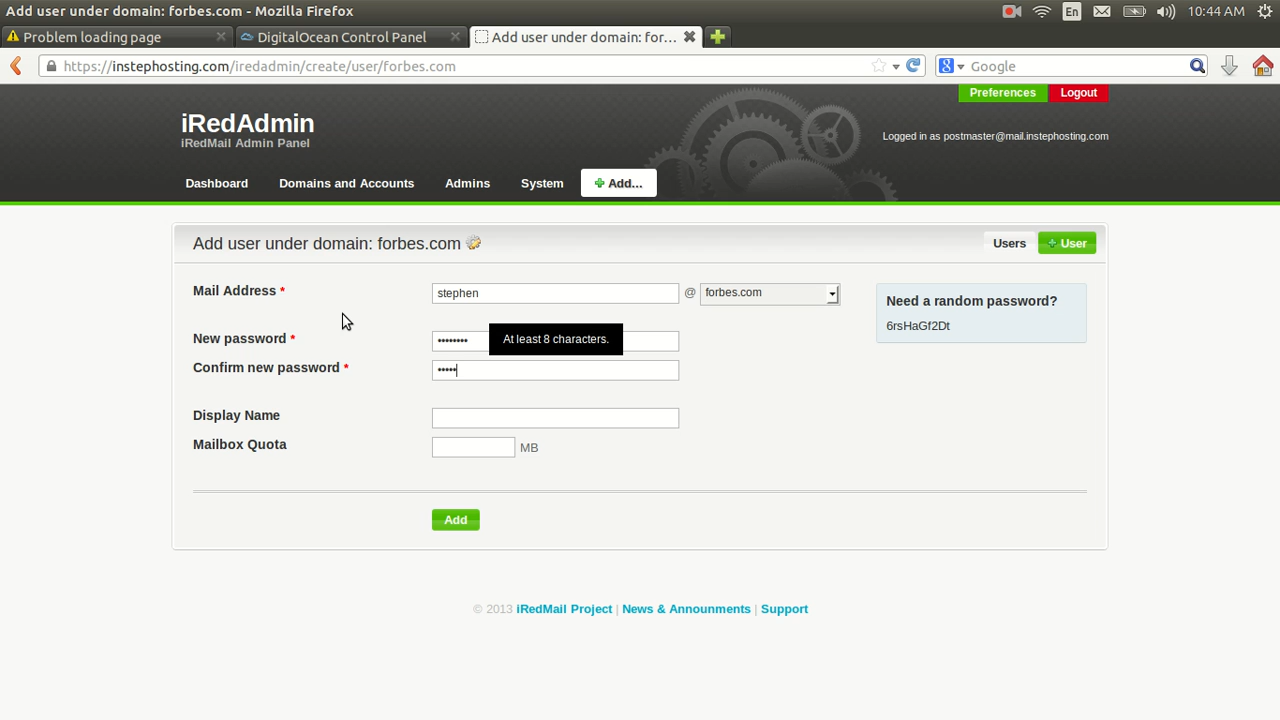 Add user under domain: forbes.com - Mozilla Firefox
En
10:44 AM
Problem loading page
DigitalOcean Control Panel
Add user under domain: for...
https://instephosting.com/iredadmin/create/user/forbes.com
Google
Preferences
Logout
iRedAdmin
iRedMail Admin Panel
Logged in as postmaster@mail.instephosting.com
Dashboard
Domains and Accounts
Admins
System
Add...
Add user under domain: forbes.com
Users
User
Mail Address *
stephen
@
forbes.com
Need a random password?
6rsHaGf2Dt
New password *
••••••••
At least 8 characters.
Confirm new password *
•••••
Display Name
Mailbox Quota
MB
Add
© 2013 iRedMail Project | News & Announments | Support